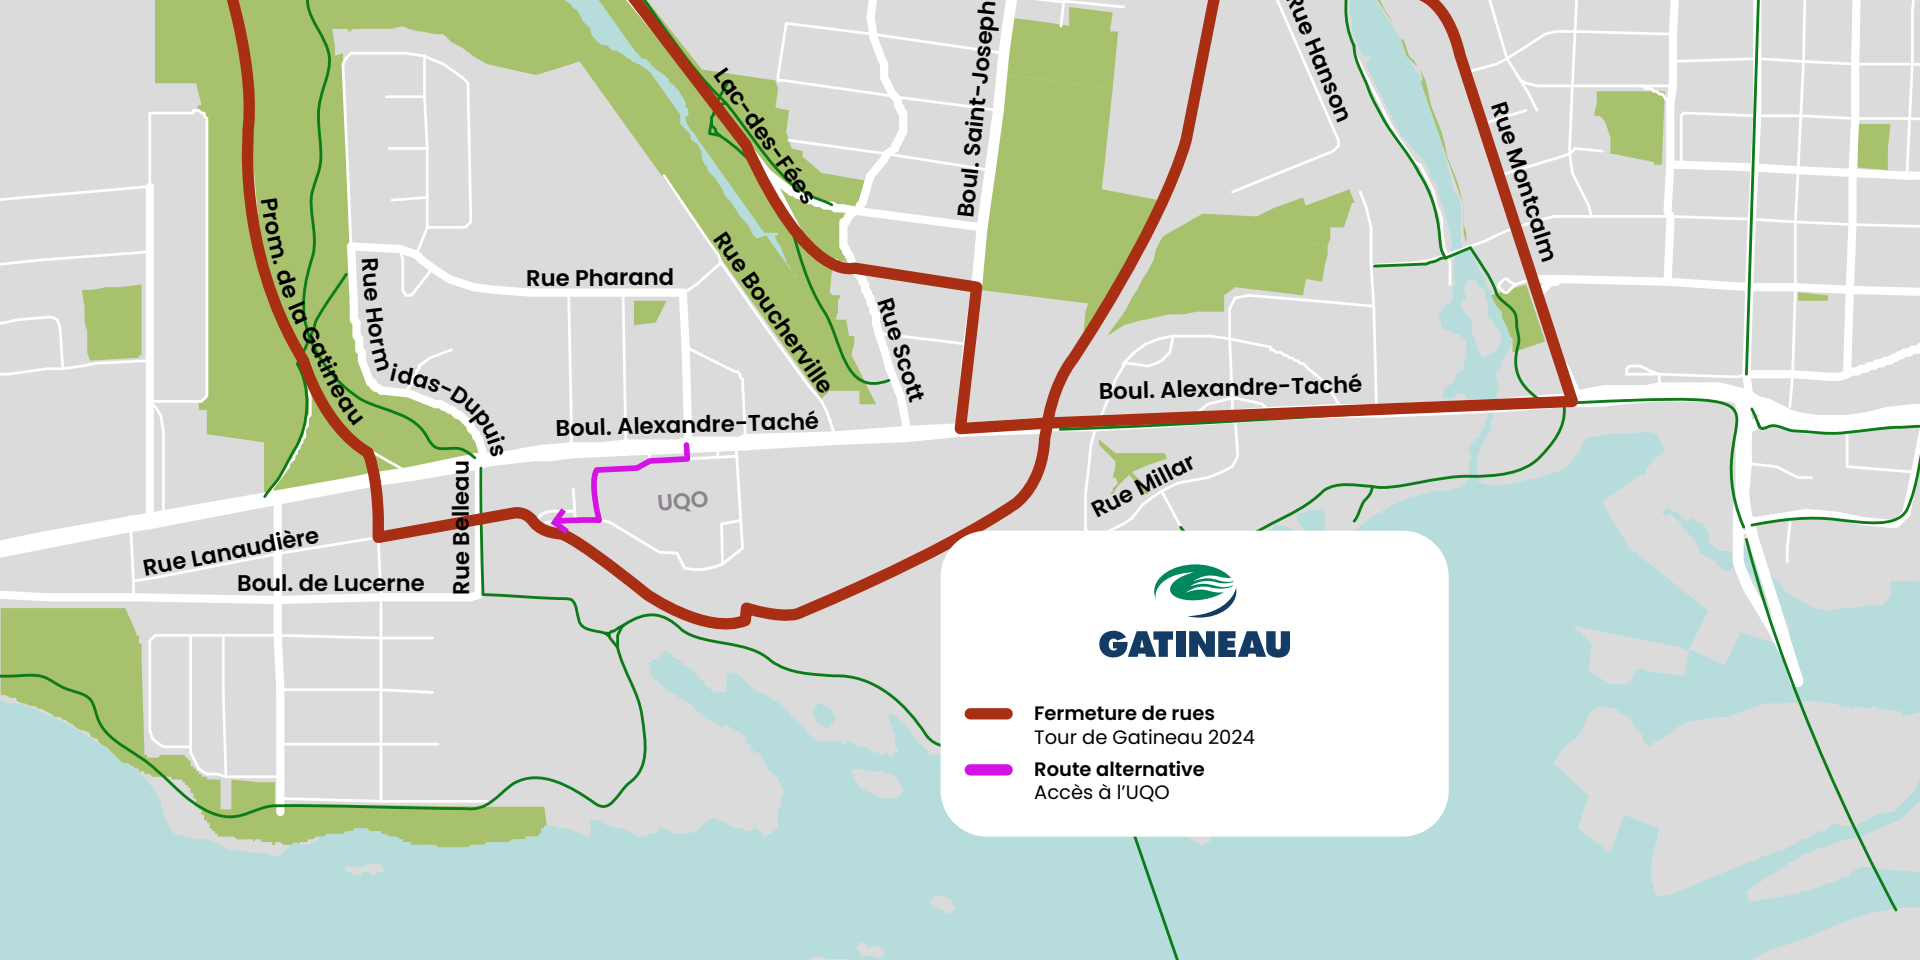 Rue Hanson
Boul. Saint-Joseph
Lac-des-Fées
Rue Montcalm
Prom. de la Gatineau
Rue Hormidas-Dupuis
Rue Pharand
Rue Boucherville
Rue Scott
Boul. Alexandre-Taché
Boul. Alexandre-Taché
Rue Belleau
UQO
Rue Millar
Rue Lanaudière
Boul. de Lucerne
GATINEAU
Fermeture de rues
Tour de Gatineau 2024
Route alternative
Accès à l'UQO